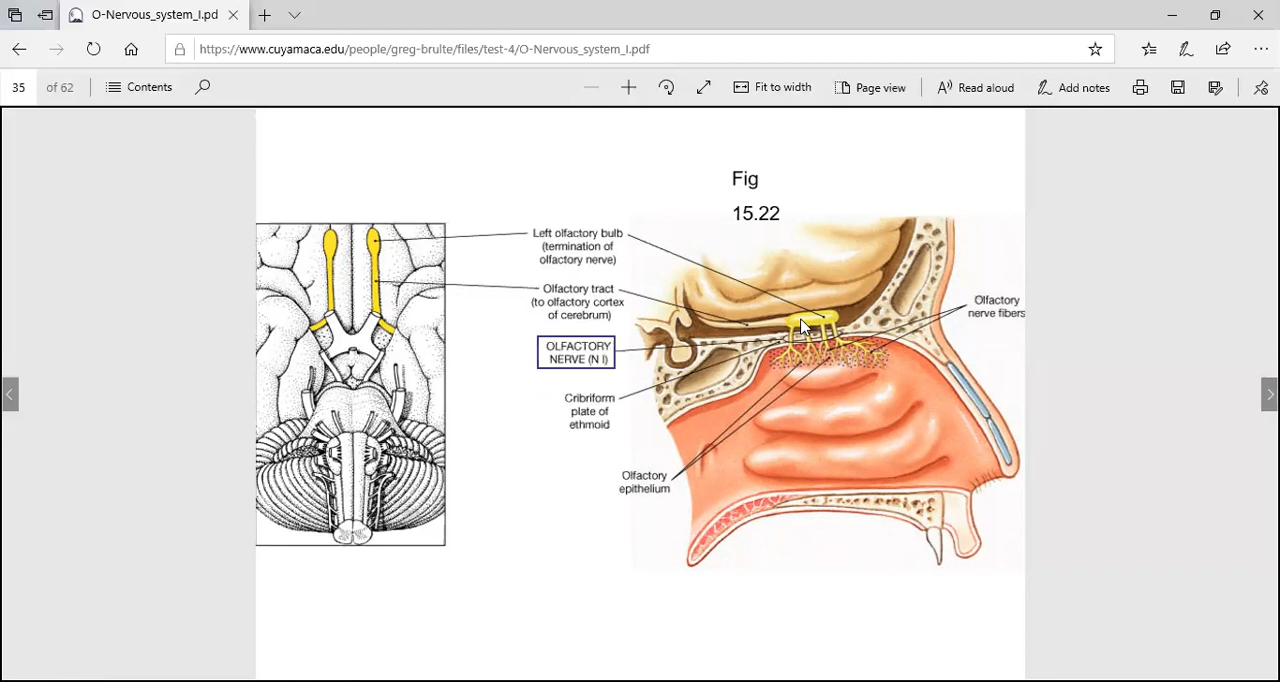 O-Nervous_system_I.pd
https://www.cuyamaca.edu/people/greg-brulte/files/test-4/O-Nervous_system_I.pdf
35 of 62
Contents
Fit to width
Page view
Read aloud
Add notes
Fig
15.22
Left olfactory bulb
(termination of
olfactory nerve)
Olfactory tract
(to olfactory cortex
of cerebrum)
OLFACTORY
NERVE (N I)
Cribriform
plate of
ethmoid
Olfactory
epithelium
Olfactory
nerve fibers